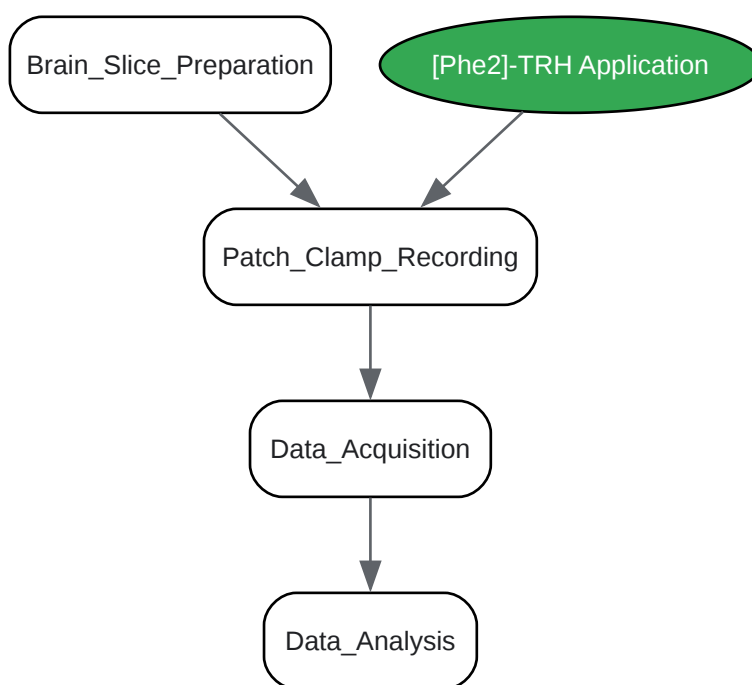 Brain_Slice_Preparation
[Phe2]-TRH Application
Patch_Clamp_Recording
Data_Acquisition
Data_Analysis